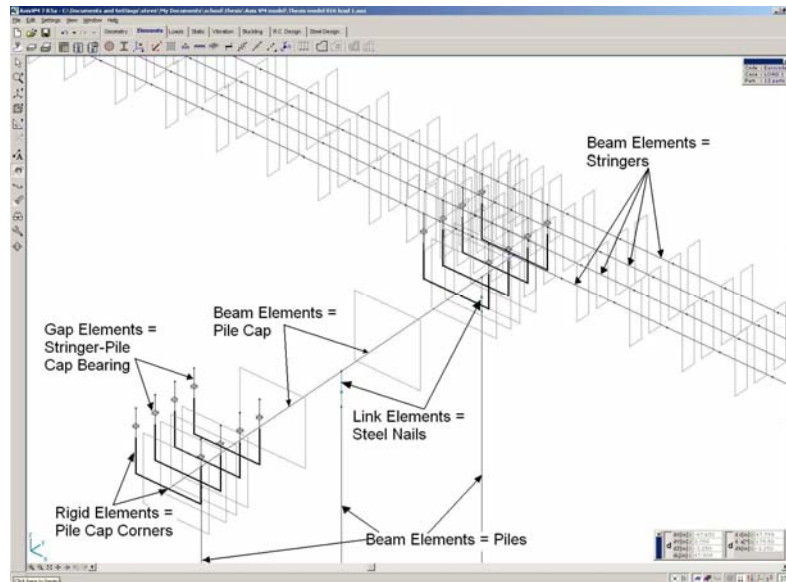 File Edit Settings View Window Help
Geometry Elements Loads Static Vibration Buckling R.C. Design Steel Design
Beam Elements =
Stringers
Beam Elements =
Pile Cap
Gap Elements =
Stringer-Pile
Cap Bearing
Link Elements =
Steel Nails
Rigid Elements =
Pile Cap Corners
Beam Elements = Piles